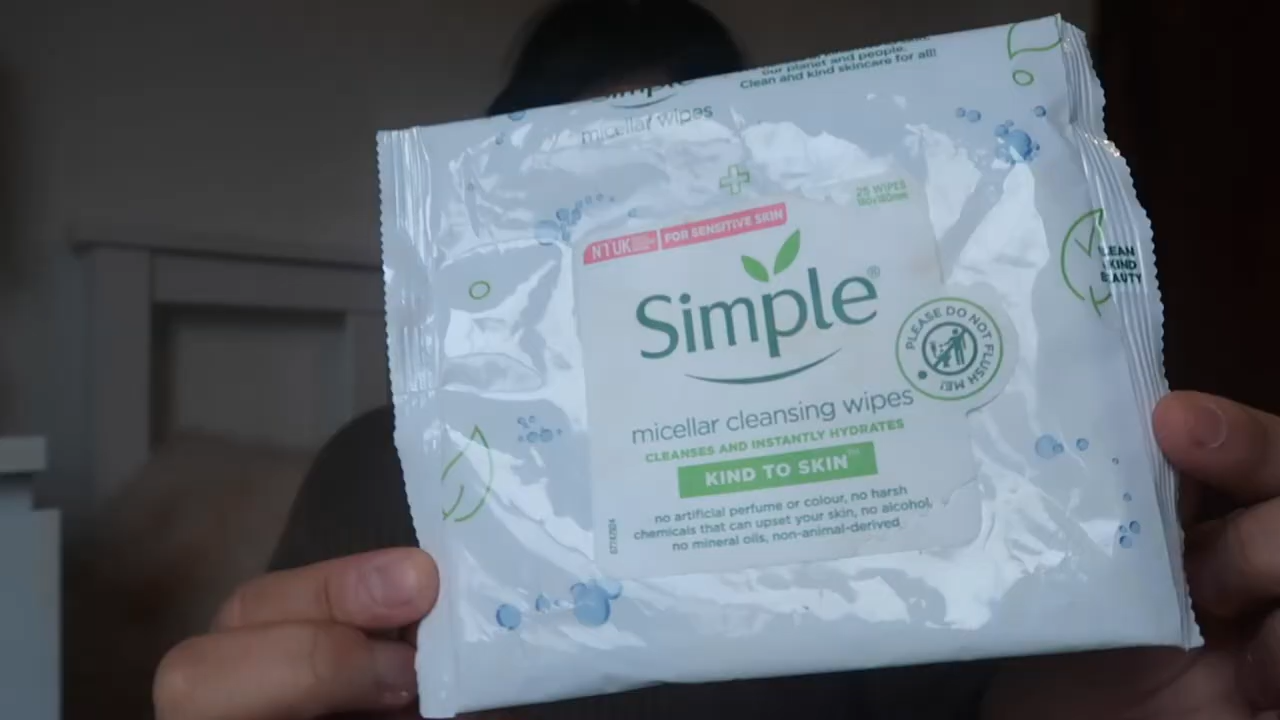 our planet and people.
Clean and kind skincare for all!
Simple
micellar wipes
25 WIPES
N°1 UK
FOR SENSITIVE SKIN
Simple®
CLEAN
KIND
BEAUTY
PLEASE DO NOT FLUSH ME!
micellar cleansing wipes
CLEANSES AND INSTANTLY HYDRATES
KIND TO SKIN™
no artificial perfume or colour, no harsh
chemicals that can upset your skin, no alcohol,
no mineral oils, non-animal-derived